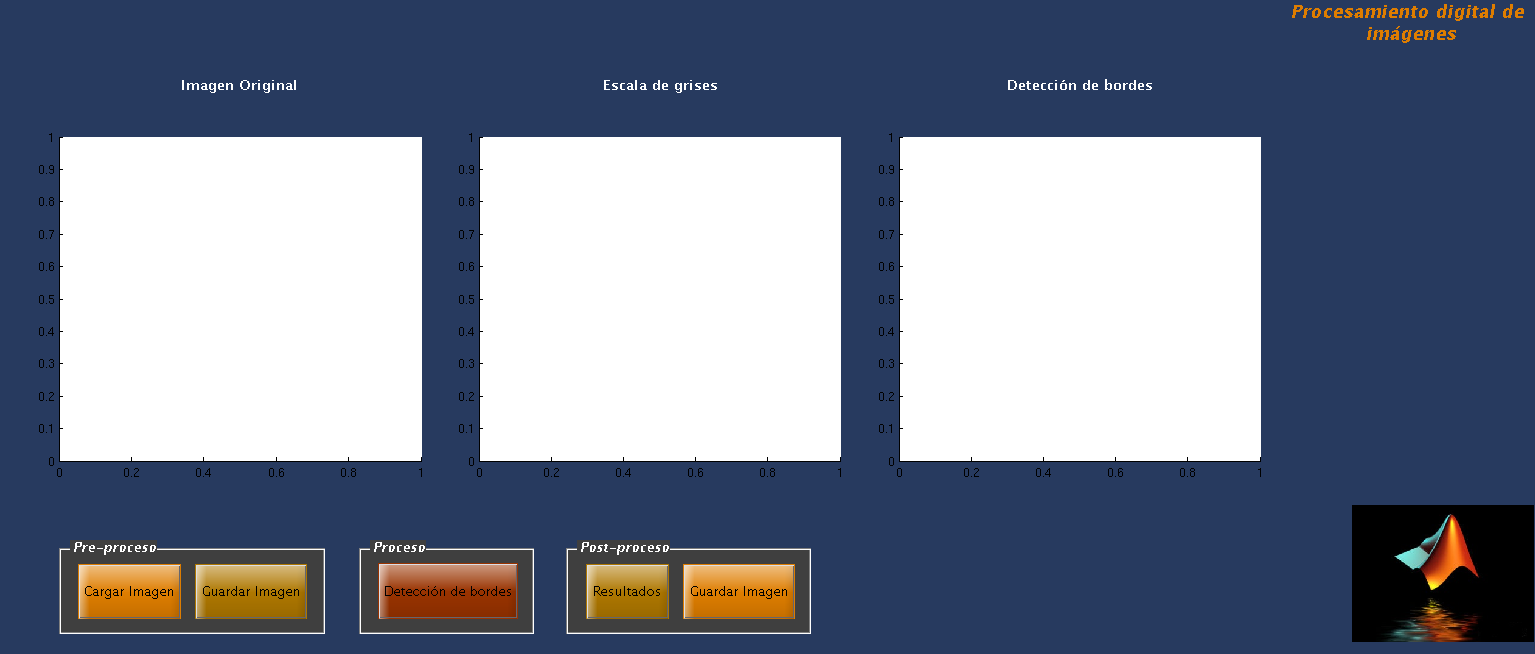 Procesamiento digital de
imágenes
Imagen Original
Escala de grises
Detección de bordes
1
0.9
0.8
0.7
0.6
0.5
0.4
0.3
0.2
0.1
0
0 0.2 0.4 0.6 0.8 1
1
0.9
0.8
0.7
0.6
0.5
0.4
0.3
0.2
0.1
0
0 0.2 0.4 0.6 0.8 1
1
0.9
0.8
0.7
0.6
0.5
0.4
0.3
0.2
0.1
0
0 0.2 0.4 0.6 0.8 1
Pre-proceso
Cargar Imagen
Guardar Imagen
Proceso
Detección de bordes
Post-proceso
Resultados
Guardar Imagen